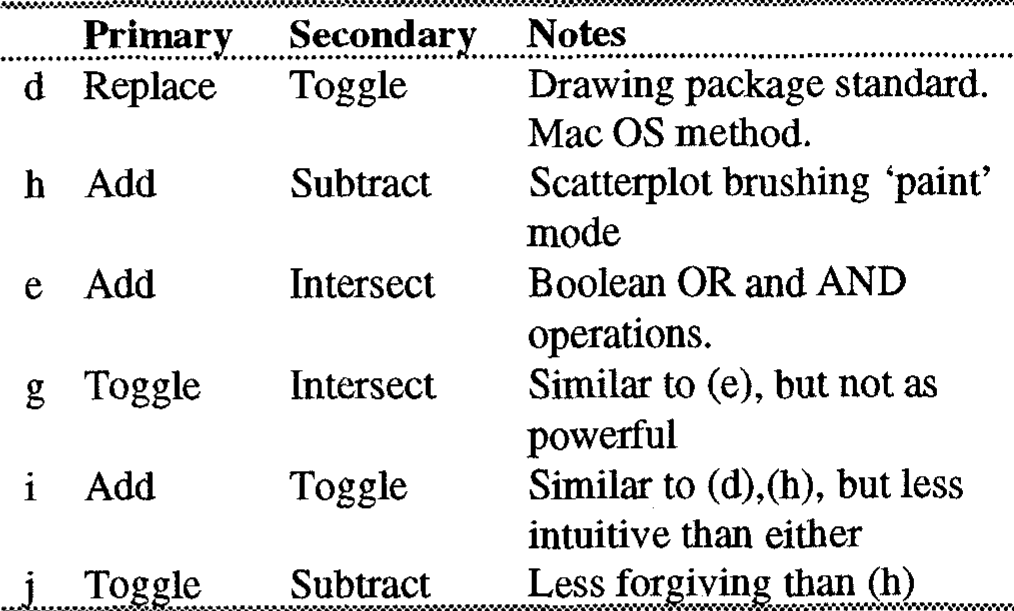 Primary Secondary Notes
d Replace Toggle Drawing package standard.
Mac OS method.
h Add Subtract Scatterplot brushing ‘paint’
mode
e Add Intersect Boolean OR and AND
operations.
g Toggle Intersect Similar to (e), but not as
powerful
i Add Toggle Similar to (d),(h), but less
intuitive than either
j Toggle Subtract Less forgiving than (h)